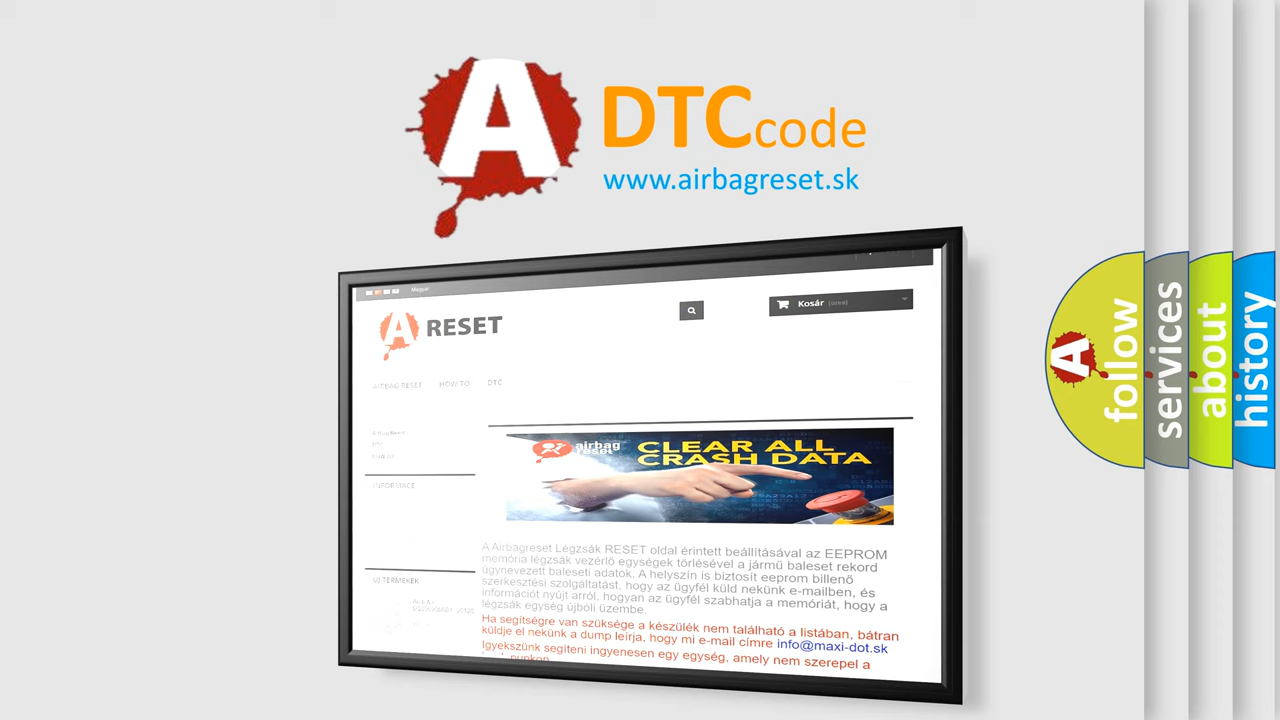 A
DTCcode
www.airbagreset.sk
Magyar
A RESET
Kosár (üres)
AIRBAG RESET HOW TO DTC
INFORMACE
airbag
reset
CLEAR ALL
CRASH DATA
A Airbagreset Légzsák RESET oldal érintett beállításával az EEPROM
memória légzsák vezérlő egységek törlésével a jármű baleset rekord
úgynevezett baleseti adatok. A helyszín is biztosít eeprom billenő
szerkesztési szolgáltatást, hogy az ügyfél küld nekünk e-mailben, és
információt nyújt arról, hogyan az ügyfél szabhatja a memóriát, hogy a
légzsák egység újbóli üzembe.
Ha segítségre van szüksége a készülék nem található a listában, bátran
küldje el nekünk a dump leírja, hogy mi e-mail címre info@maxi-dot.sk
Igyekszünk segíteni ingyenesen egy egység, amely nem szerepel a
ÚJ TERMÉKEK
A
follow
services
about
history